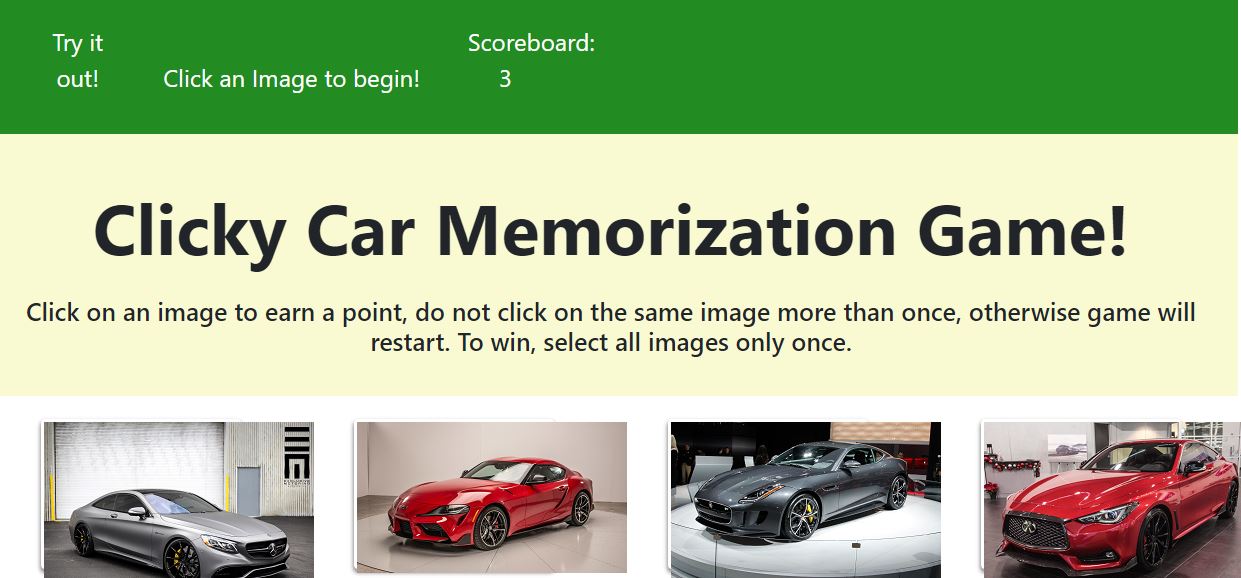 Try it
out!
Click an Image to begin!
Scoreboard:
3
Clicky Car Memorization Game!
Click on an image to earn a point, do not click on the same image more than once, otherwise game will
restart. To win, select all images only once.